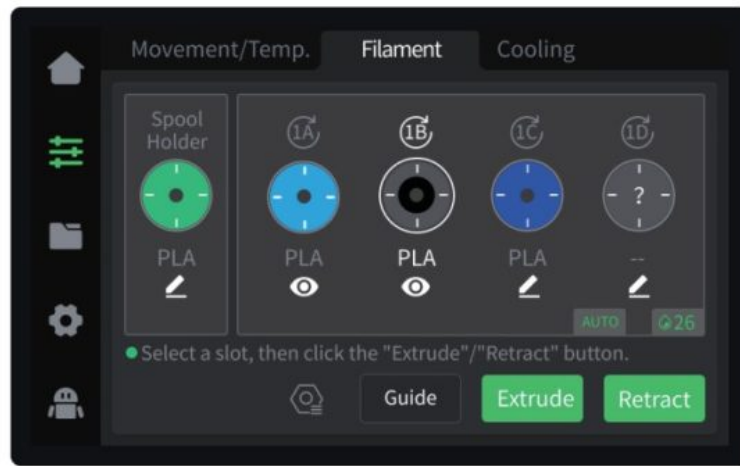 Movement/Temp. Filament Cooling
Spool
Holder
1A 1B 1C 1D
?
PLA PLA PLA PLA --
AUTO 26
Select a slot, then click the "Extrude"/"Retract" button.
Guide Extrude Retract